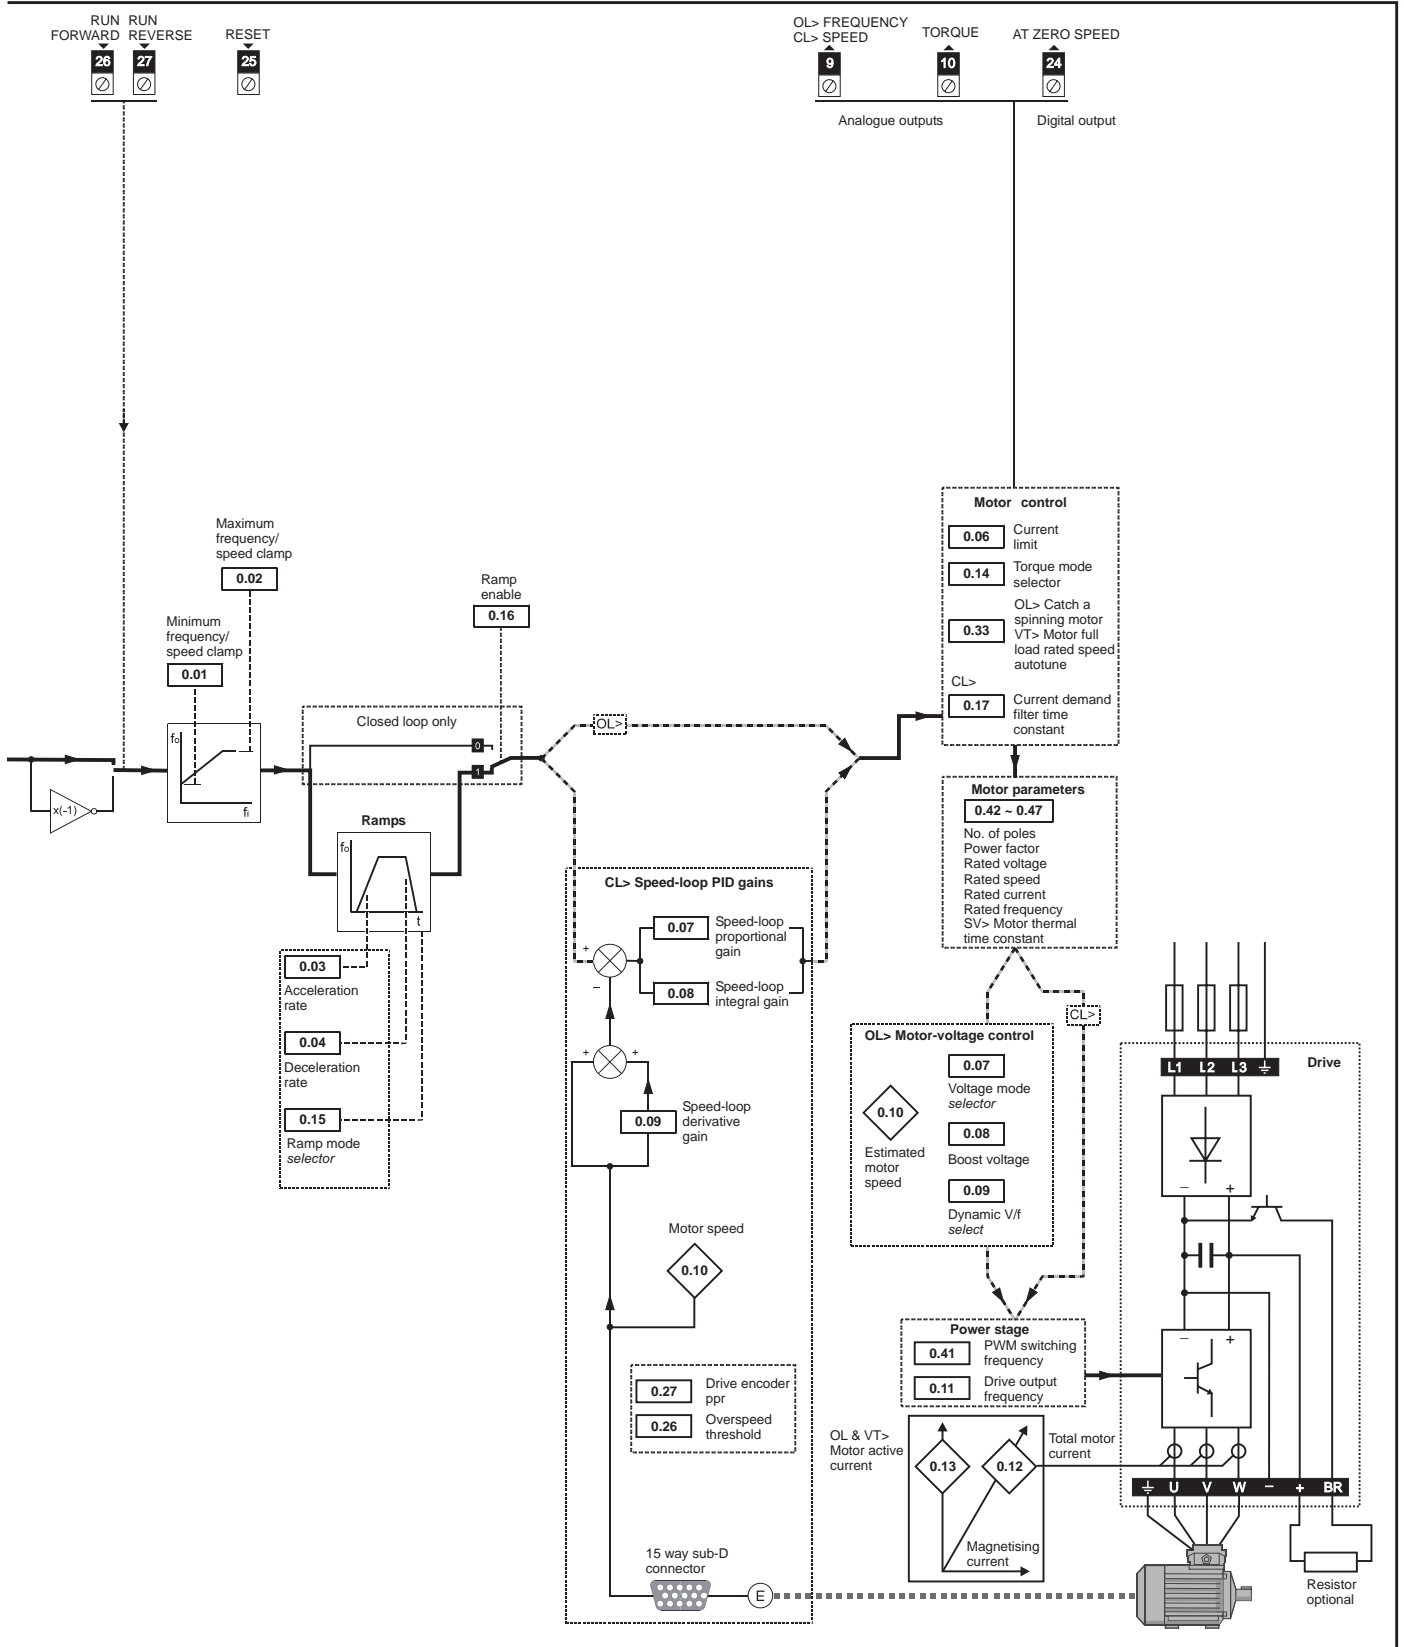 RUN RUN
FORWARD REVERSE
RESET
26 27
25
OL> FREQUENCY
CL> SPEED
TORQUE
AT ZERO SPEED
9
10
24
Analogue outputs
Digital output
Maximum
frequency/
speed clamp
0.02
Minimum
frequency/
speed clamp
0.01
Ramp
enable
0.16
Closed loop only
0
1
x(-1)
fo
fi
Ramps
fo
t
0.03
Acceleration
rate
0.04
Deceleration
rate
0.15
Ramp mode
selector
OL>
CL> Speed-loop PID gains
+
−
0.07
Speed-loop
proportional
gain
0.08
Speed-loop
integral gain
+ +
0.09
Speed-loop
derivative
gain
Motor speed
0.10
0.27
Drive encoder
ppr
0.26
Overspeed
threshold
15 way sub-D
connector
E
Motor control
0.06
Current
limit
0.14
Torque mode
selector
0.33
OL> Catch a
spinning motor
VT> Motor full
load rated speed
autotune
CL>
0.17
Current demand
filter time
constant
Motor parameters
0.42 ~ 0.47
No. of poles
Power factor
Rated voltage
Rated speed
Rated current
Rated frequency
SV> Motor thermal
time constant
CL>
OL> Motor-voltage control
0.07
Voltage mode
selector
0.10
Estimated
motor
speed
0.08
Boost voltage
0.09
Dynamic V/f
select
Power stage
0.41
PWM switching
frequency
0.11
Drive output
frequency
OL & VT>
Motor active
current
0.13
0.12
Total motor
current
Magnetising
current
L1 L2 L3
Drive
− +
− +
U V W − + BR
Resistor
optional